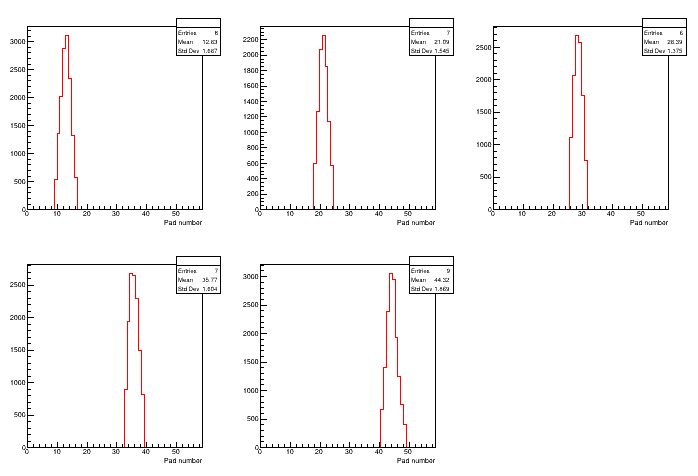 Entries 6
Mean 12.63
Std Dev 1.667
3000
2500
2000
1500
1000
500
0
0 10 20 30 40 50
Pad number
Entries 7
Mean 21.09
Std Dev 1.545
2200
2000
1800
1600
1400
1200
1000
800
600
400
200
0
0 10 20 30 40 50
Pad number
Entries 6
Mean 28.39
Std Dev 1.375
2500
2000
1500
1000
500
0
0 10 20 30 40 50
Pad number
Entries 7
Mean 35.77
Std Dev 1.604
2500
2000
1500
1000
500
0
0 10 20 30 40 50
Pad number
Entries 9
Mean 44.32
Std Dev 1.869
3000
2500
2000
1500
1000
500
0
0 10 20 30 40 50
Pad number